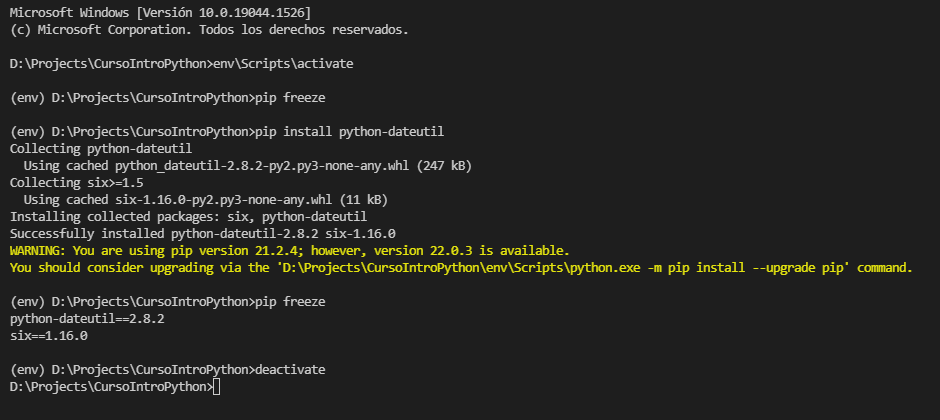 Microsoft Windows [Versión 10.0.19044.1526]
(c) Microsoft Corporation. Todos los derechos reservados.
D:\Projects\CursoIntroPython>env\Scripts\activate
(env) D:\Projects\CursoIntroPython>pip freeze
(env) D:\Projects\CursoIntroPython>pip install python-dateutil
Collecting python-dateutil
  Using cached python_dateutil-2.8.2-py2.py3-none-any.whl (247 kB)
Collecting six>=1.5
  Using cached six-1.16.0-py2.py3-none-any.whl (11 kB)
Installing collected packages: six, python-dateutil
Successfully installed python-dateutil-2.8.2 six-1.16.0
WARNING: You are using pip version 21.2.4; however, version 22.0.3 is available.
You should consider upgrading via the 'D:\Projects\CursoIntroPython\env\Scripts\python.exe -m pip install --upgrade pip' command.
(env) D:\Projects\CursoIntroPython>pip freeze
python-dateutil==2.8.2
six==1.16.0
(env) D:\Projects\CursoIntroPython>deactivate
D:\Projects\CursoIntroPython>